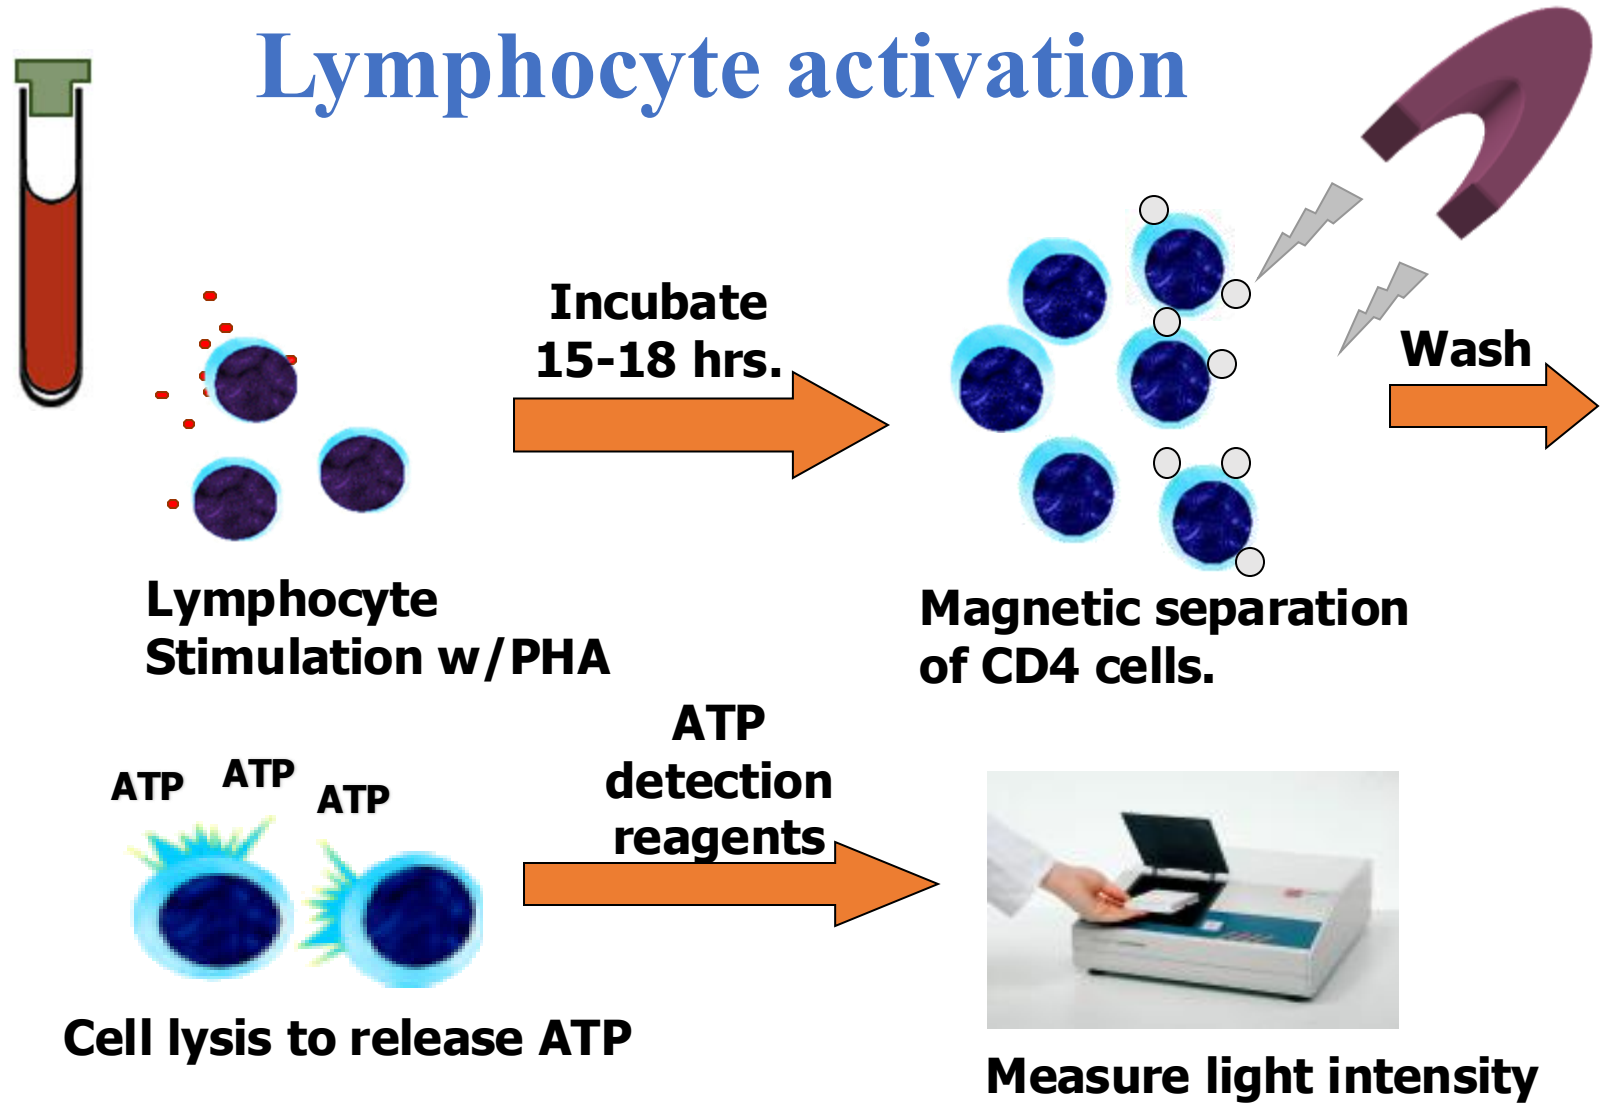 Lymphocyte activation
Incubate
15-18 hrs.
Wash
Lymphocyte
Stimulation w/PHA
Magnetic separation
of CD4 cells.
ATP
ATP
ATP
ATP
detection
reagents
Cell lysis to release ATP
Measure light intensity